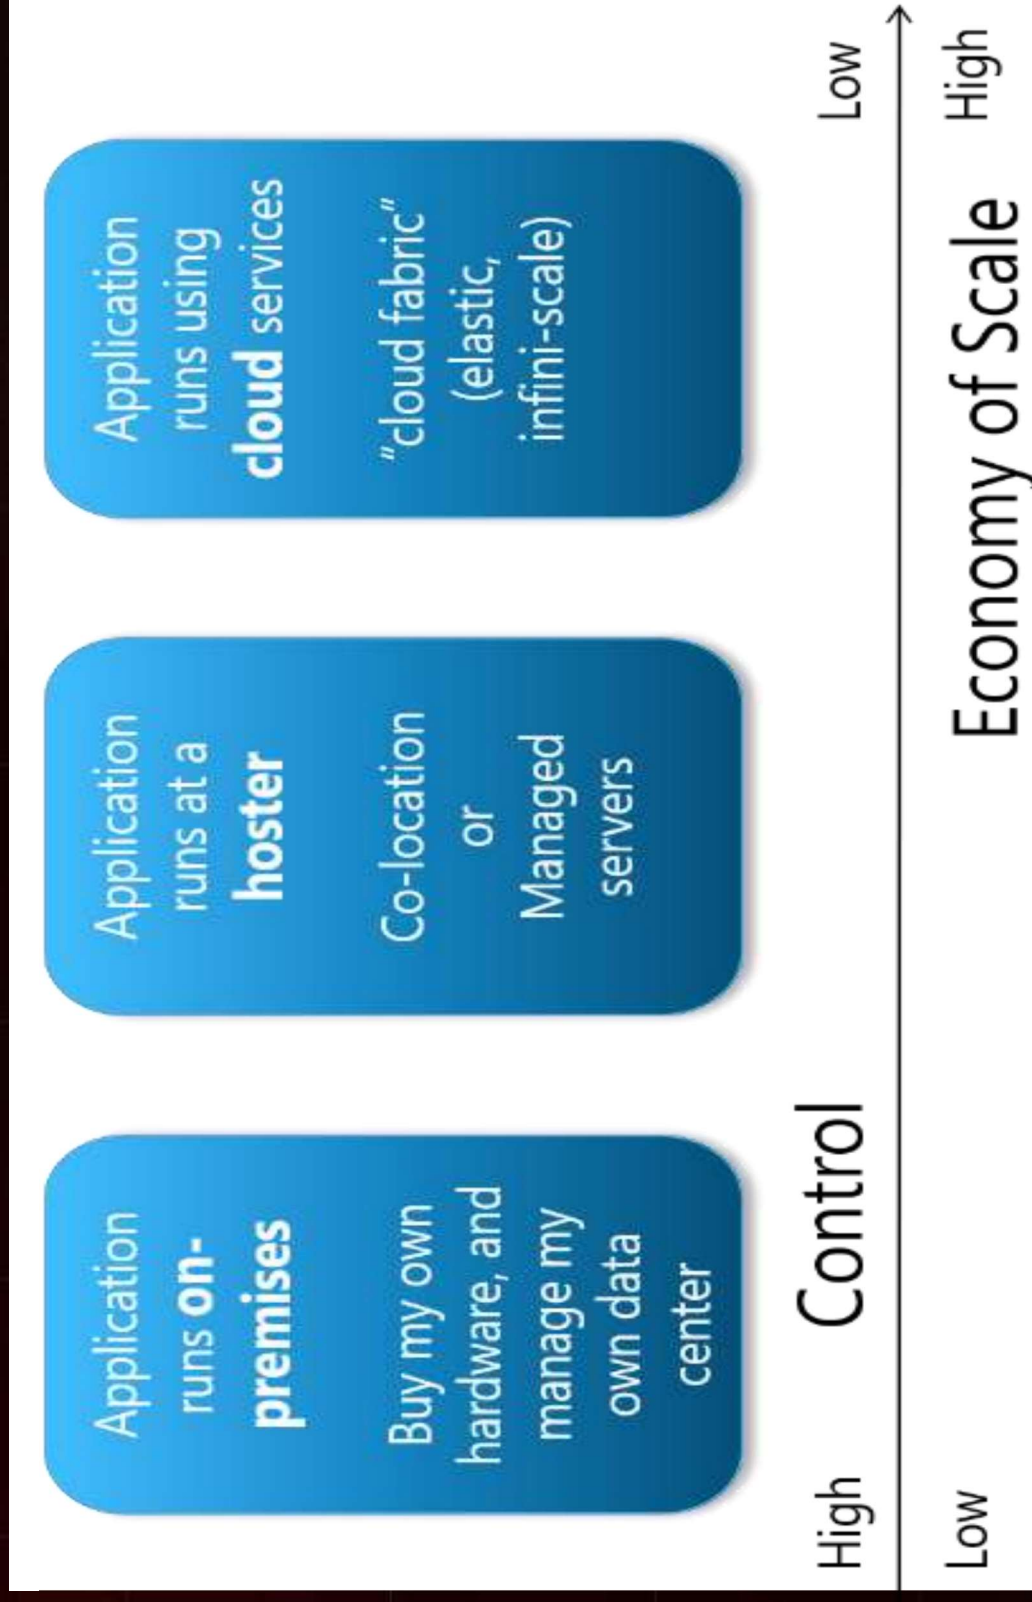 Application
runs on-
premises
Buy my own
hardware, and
manage my
own data
center
Application
runs at a
hoster
Co-location
or
Managed
servers
Application
runs using
cloud services
"cloud fabric"
(elastic,
infini-scale)
High
Control
Low
Low
Economy of Scale
High